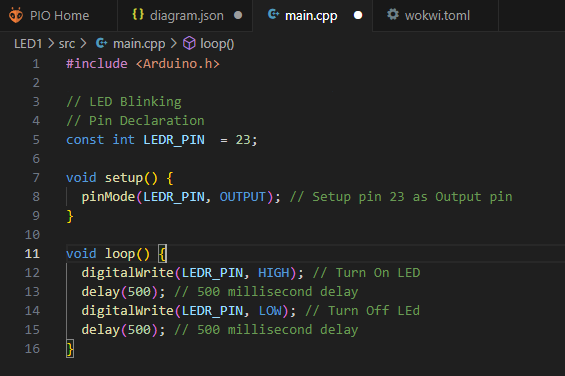 PIO Home {} diagram.json main.cpp wokwi.toml
LED1 > src > main.cpp > loop()
1 #include <Arduino.h>
2
3 // LED Blinking
4 // Pin Declaration
5 const int LEDR_PIN  = 23;
6
7 void setup() {
8   pinMode(LEDR_PIN, OUTPUT); // Setup pin 23 as Output pin
9 }
10
11 void loop() {
12   digitalWrite(LEDR_PIN, HIGH); // Turn On LED
13   delay(500); // 500 millisecond delay
14   digitalWrite(LEDR_PIN, LOW); // Turn Off LEd
15   delay(500); // 500 millisecond delay
16 }